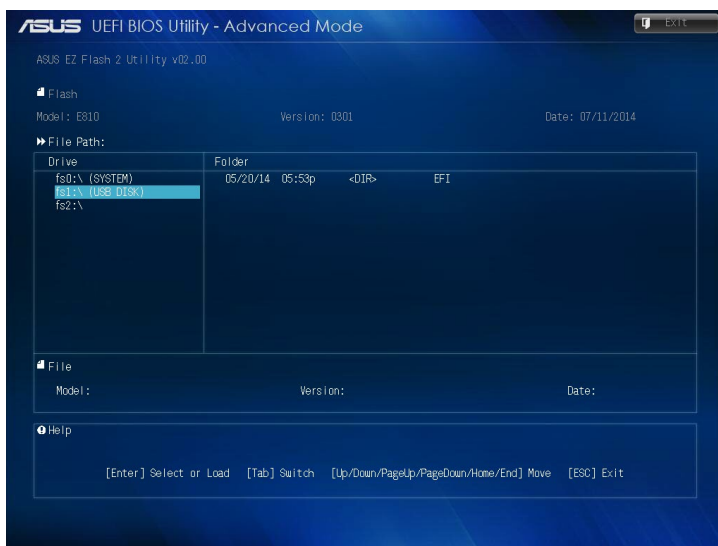 ASUS UEFI BIOS Utility - Advanced Mode
Exit
ASUS EZ Flash 2 Utility v02.00
Flash
Model: E810 Version: 0301 Date: 07/11/2014
File Path:
Drive Folder
fs0:\ (SYSTEM) 05/20/14 05:53p <DIR> EFI
fs1:\ (USB DISK)
fs2:\
File
Model: Version: Date:
Help
[Enter] Select or Load [Tab] Switch [Up/Down/PageUp/PageDown/Home/End] Move [ESC] Exit